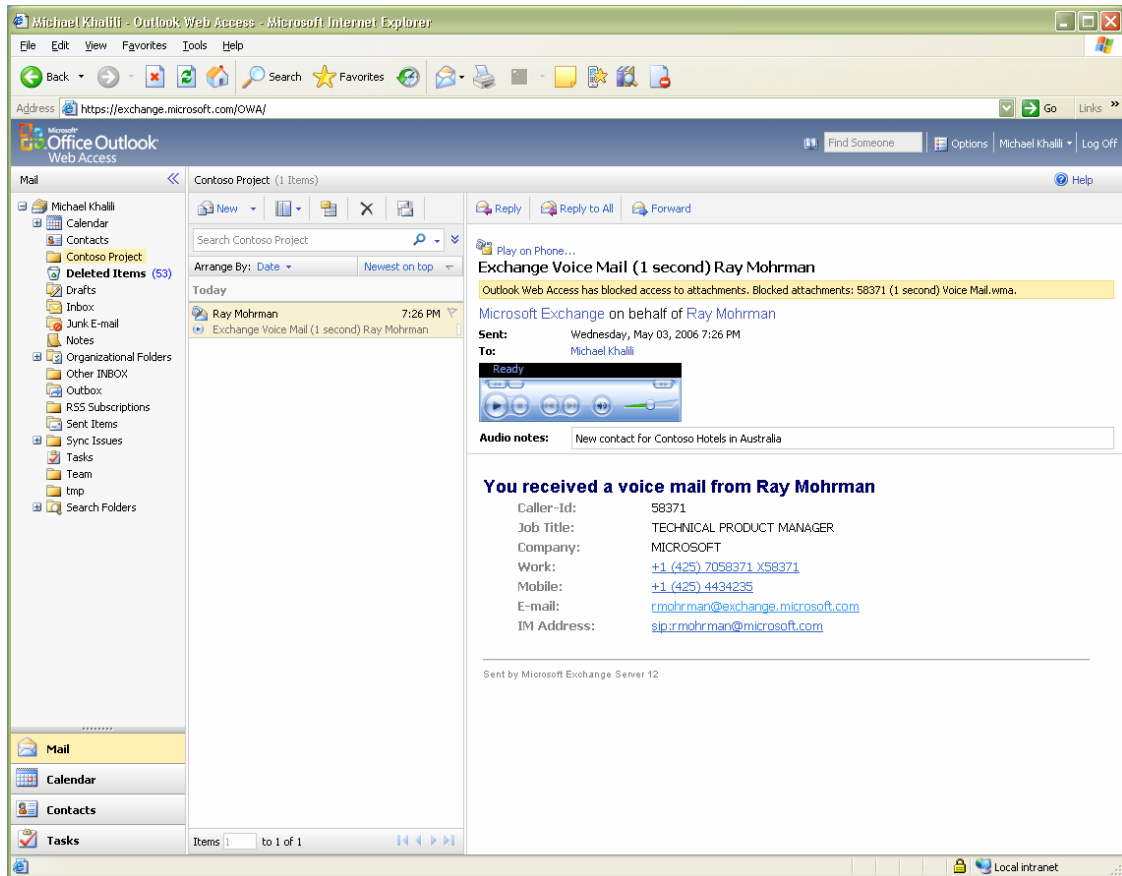 Michael Khalili - Outlook Web Access - Microsoft Internet Explorer
File Edit View Favorites Tools Help
Back Search Favorites
Address https://exchange.microsoft.com/OWA/ Go Links »
Microsoft
Office Outlook
Web Access
Find Someone Options Michael Khalili Log Off
Mail
Contoso Project (1 Items) Help
Michael Khalili
Calendar
Contacts
Contoso Project
Deleted Items (53)
Drafts
Inbox
Junk E-mail
Notes
Organizational Folders
Other INBOX
Outbox
RSS Subscriptions
Sent Items
Sync Issues
Tasks
Team
tmp
Search Folders
Mail
Calendar
Contacts
Tasks
New
Search Contoso Project
Arrange By: Date Newest on top
Today
Ray Mohrman 7:26 PM
Exchange Voice Mail (1 second) Ray Mohrman
Items 1 to 1 of 1
Reply Reply to All Forward
Play on Phone...
Exchange Voice Mail (1 second) Ray Mohrman
Outlook Web Access has blocked access to attachments. Blocked attachments: 58371 (1 second) Voice Mail.wma.
Microsoft Exchange on behalf of Ray Mohrman
Sent: Wednesday, May 03, 2006 7:26 PM
To: Michael Khalili
Ready
Audio notes: New contact for Contoso Hotels in Australia
You received a voice mail from Ray Mohrman
Caller-Id: 58371
Job Title: TECHNICAL PRODUCT MANAGER
Company: MICROSOFT
Work: +1 (425) 7058371 X58371
Mobile: +1 (425) 4434235
E-mail: rmohrman@exchange.microsoft.com
IM Address: sip:rmohrman@microsoft.com
Sent by Microsoft Exchange Server 12
Local intranet